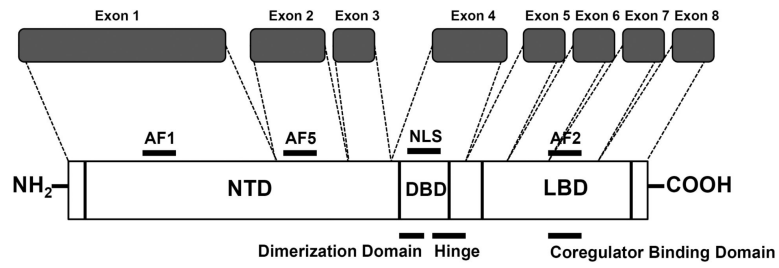 Exon 1 Exon 2 Exon 3 Exon 4 Exon 5 Exon 6 Exon 7 Exon 8
AF1 AF5 NLS AF2
NH2 NTD DBD LBD COOH
Dimerization Domain Hinge Coregulator Binding Domain